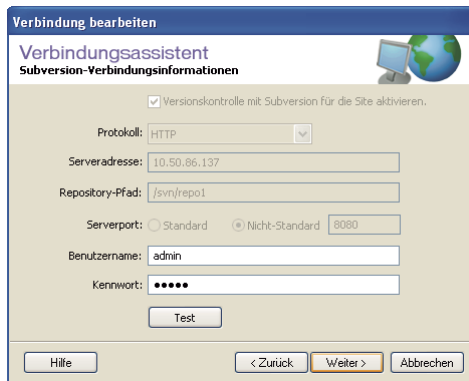 Verbindung bearbeiten
Verbindungsassistent
Subversion-Verbindungsinformationen
Versionskontrolle mit Subversion für die Site aktivieren.
Protokoll: HTTP
Serveradresse: 10.50.86.137
Repository-Pfad: /svn/repo1
Serverport: Standard Nicht-Standard 8080
Benutzername: admin
Kennwort: •••••
Test
Hilfe < Zurück Weiter > Abbrechen